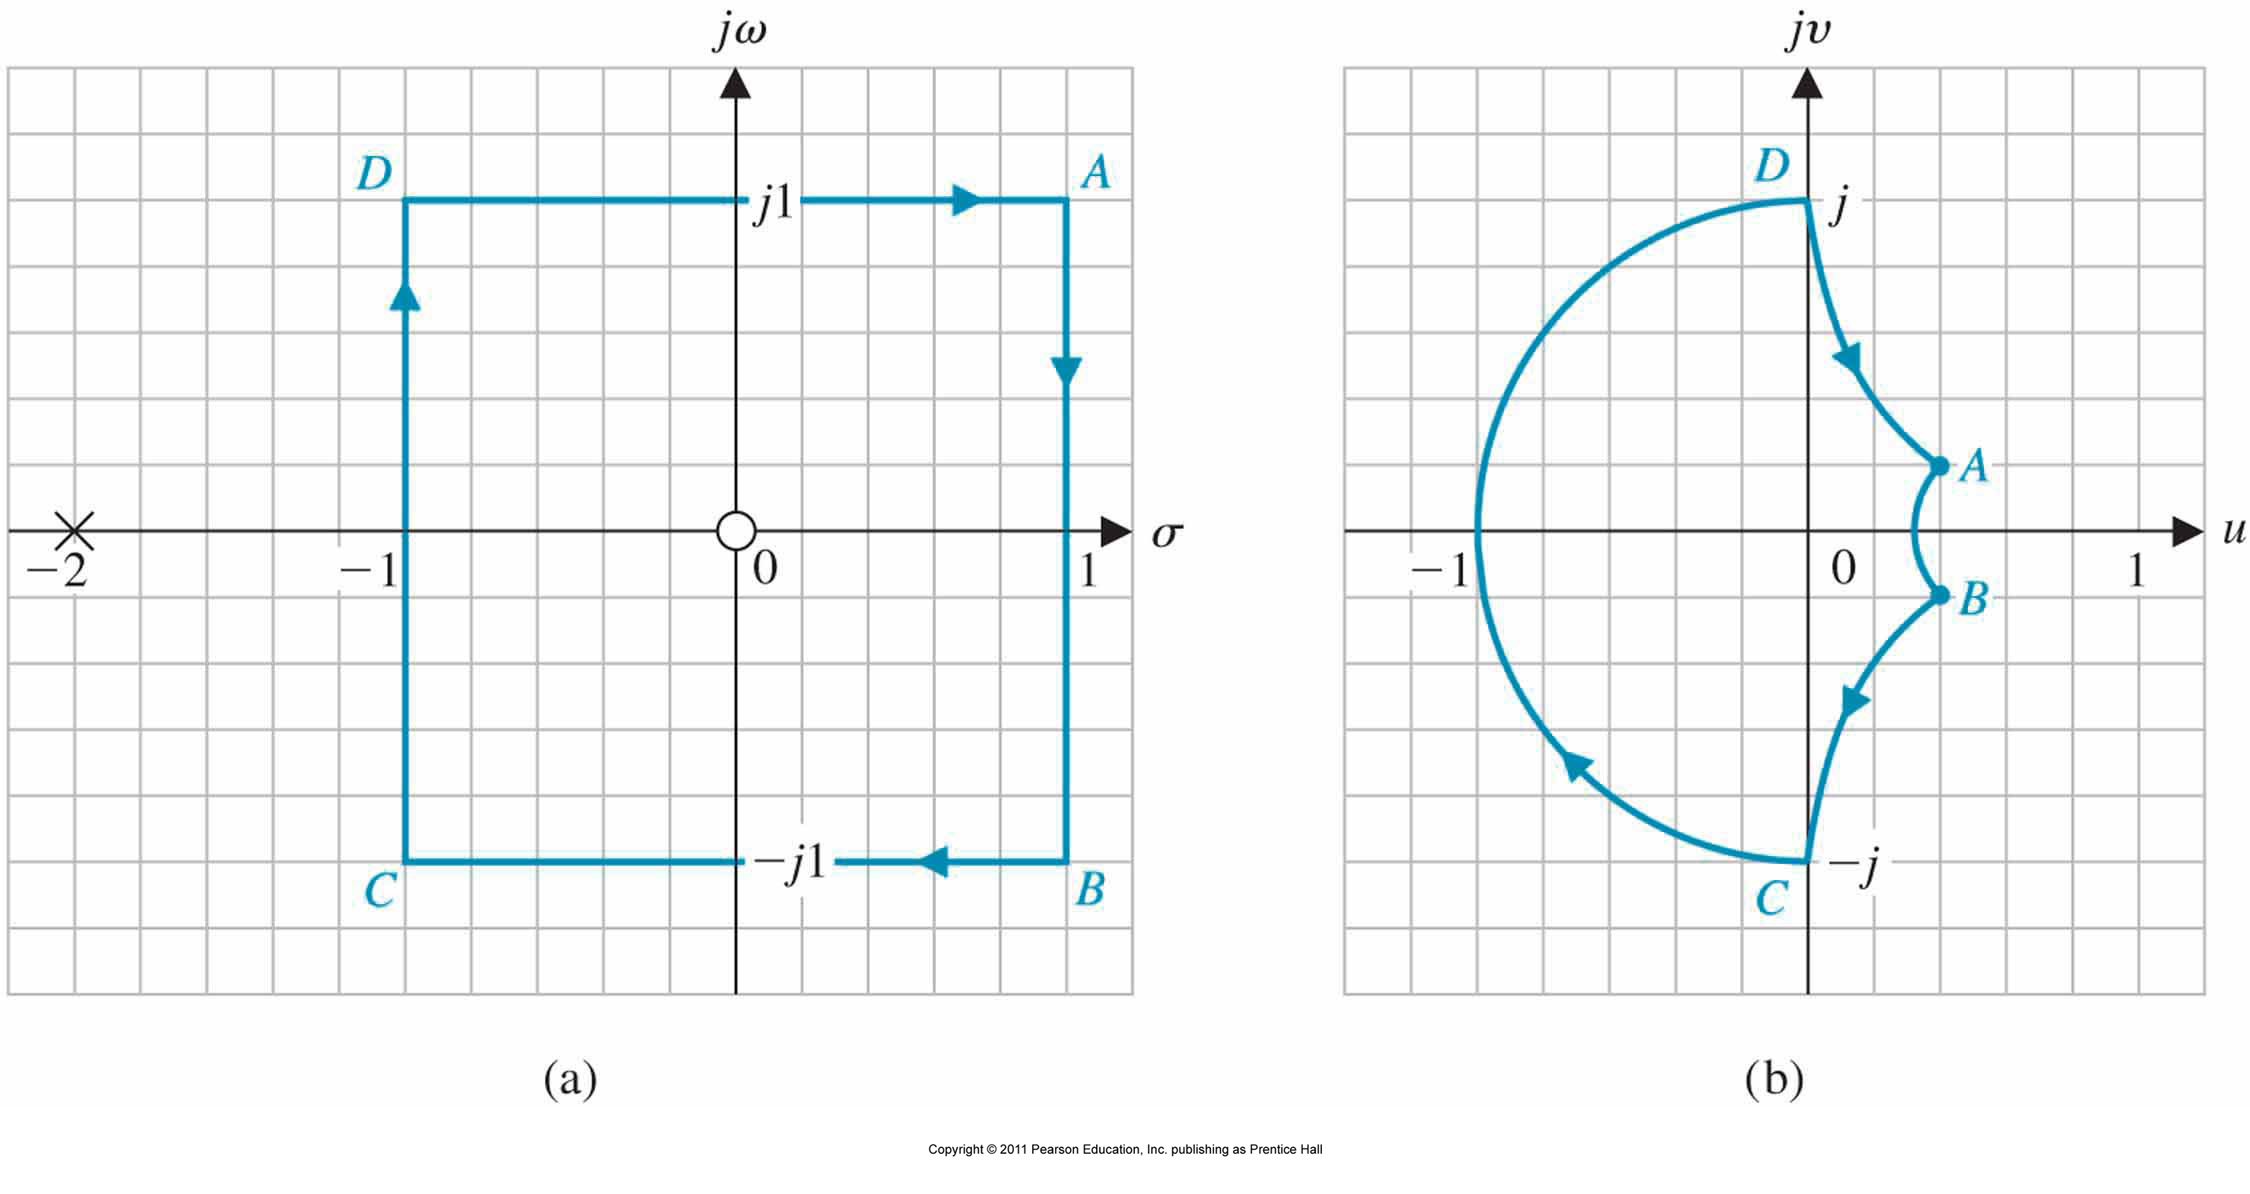 jω
jυ
D
A
j1
D
j
A
σ
u
−2
−1
0
1
−1
0
1
B
−j1
−j
C
B
C
(a)
(b)
Copyright © 2011 Pearson Education, Inc. publishing as Prentice Hall